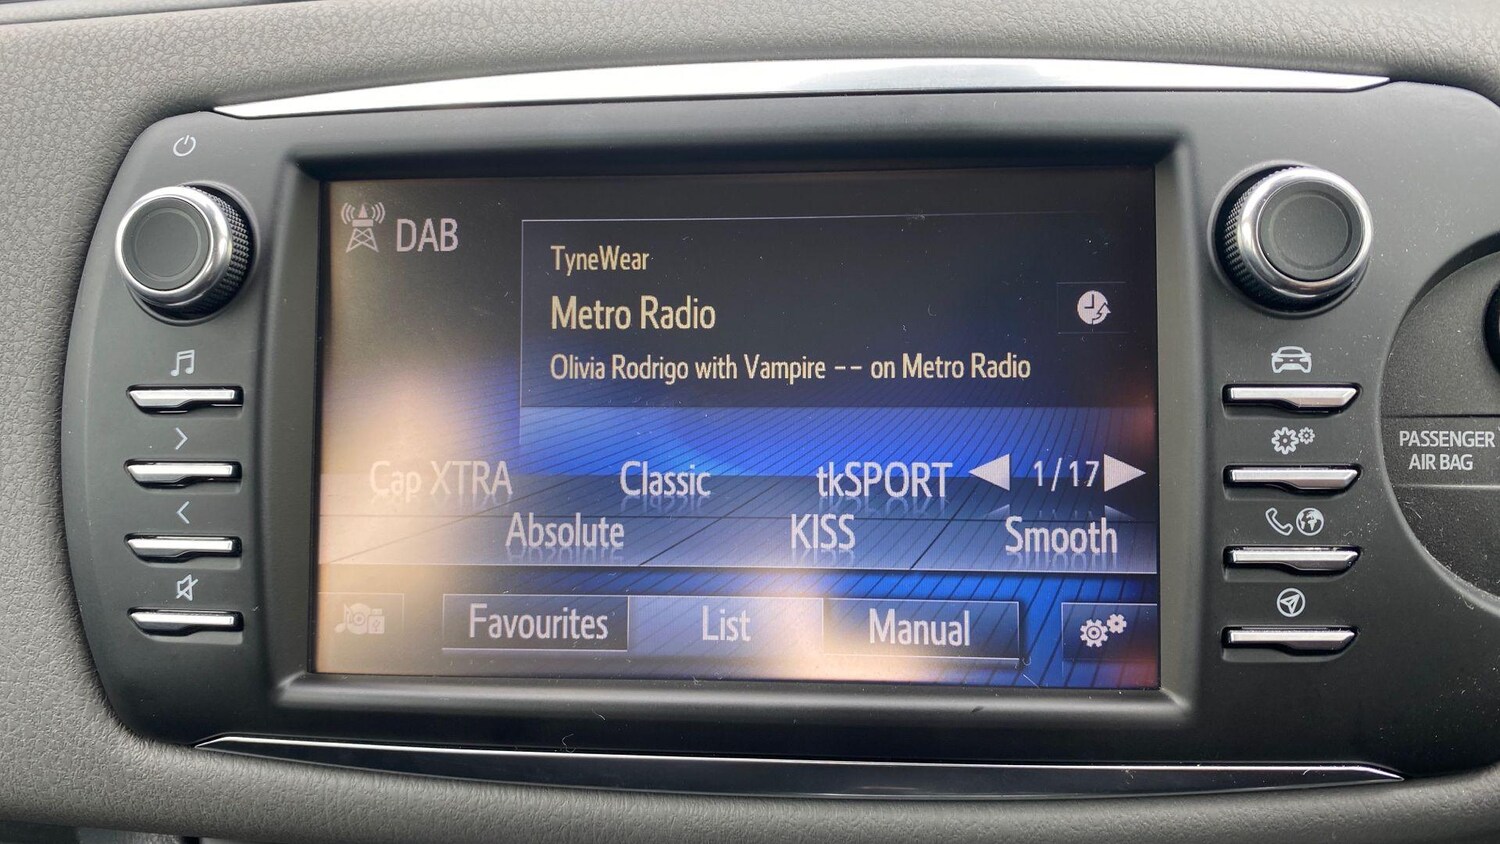 DAB
TyneWear
Metro Radio
Olivia Rodrigo with Vampire -- on Metro Radio
Cap XTRA Classic tkSPORT 1/17
Absolute KISS Smooth
Favourites List Manual
PASSENGER
AIR BAG